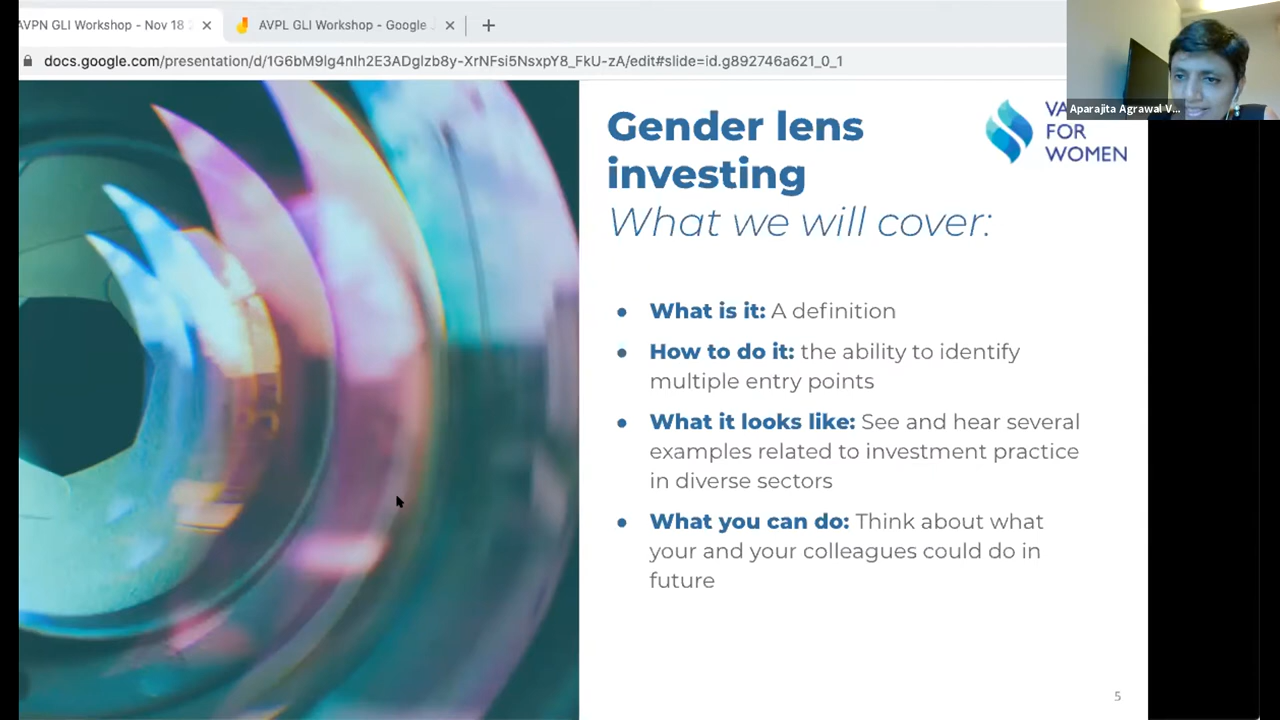 AVPN GLI Workshop - Nov 18 2
AVPL GLI Workshop - Google
docs.google.com/presentation/d/1G6bM9lg4nIh2E3ADglzb8y-XrNFsi5NsxpY8_FkU-zA/edit#slide=id.g892746a621_0_1
Aparajita Agrawal V...
Gender lens
investing
What we will cover:
VA
FOR
WOMEN
• What is it: A definition
• How to do it: the ability to identify
multiple entry points
• What it looks like: See and hear several
examples related to investment practice
in diverse sectors
• What you can do: Think about what
your and your colleagues could do in
future
5